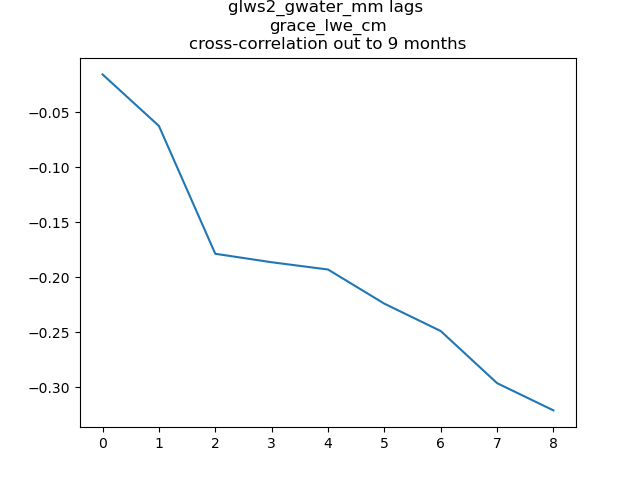 glws2_gwater_mm lags
grace_lwe_cm
cross-correlation out to 9 months
−0.05
−0.10
−0.15
−0.20
−0.25
−0.30
0 1 2 3 4 5 6 7 8